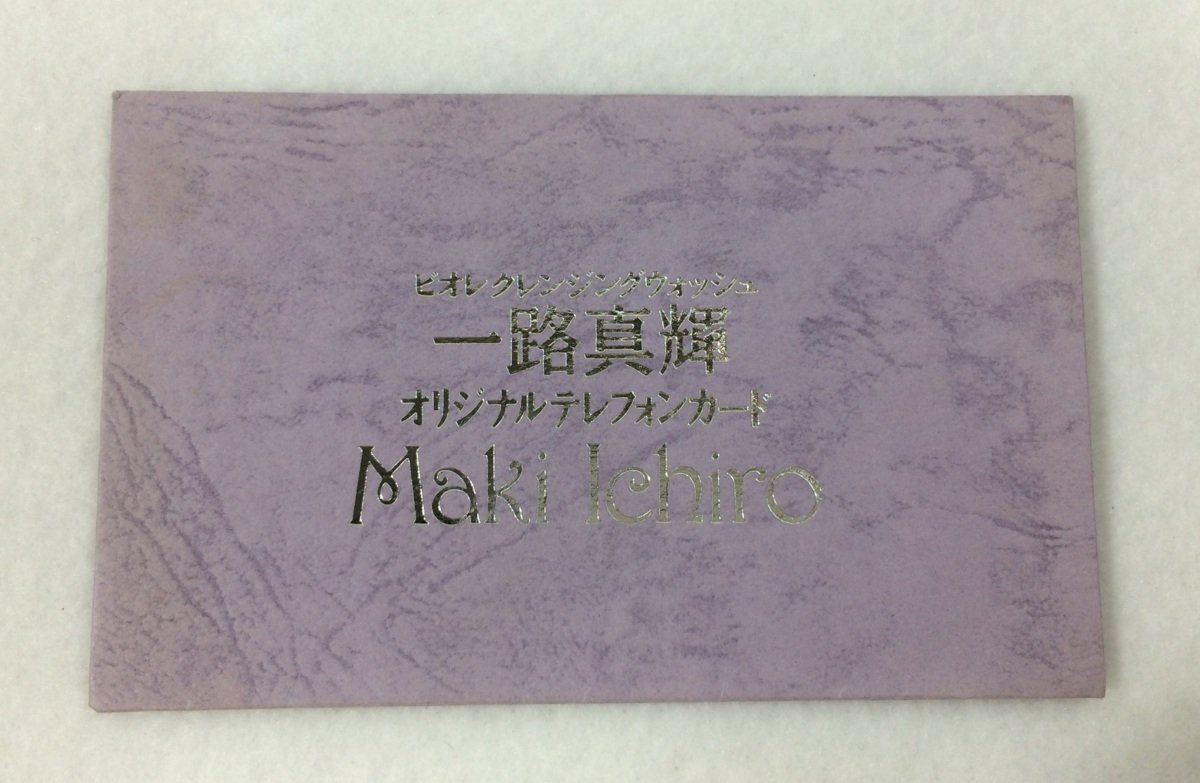 ビオレクレンジングウォッシュ
一路真輝
オリジナルテレフォンカード
Maki Ichiro